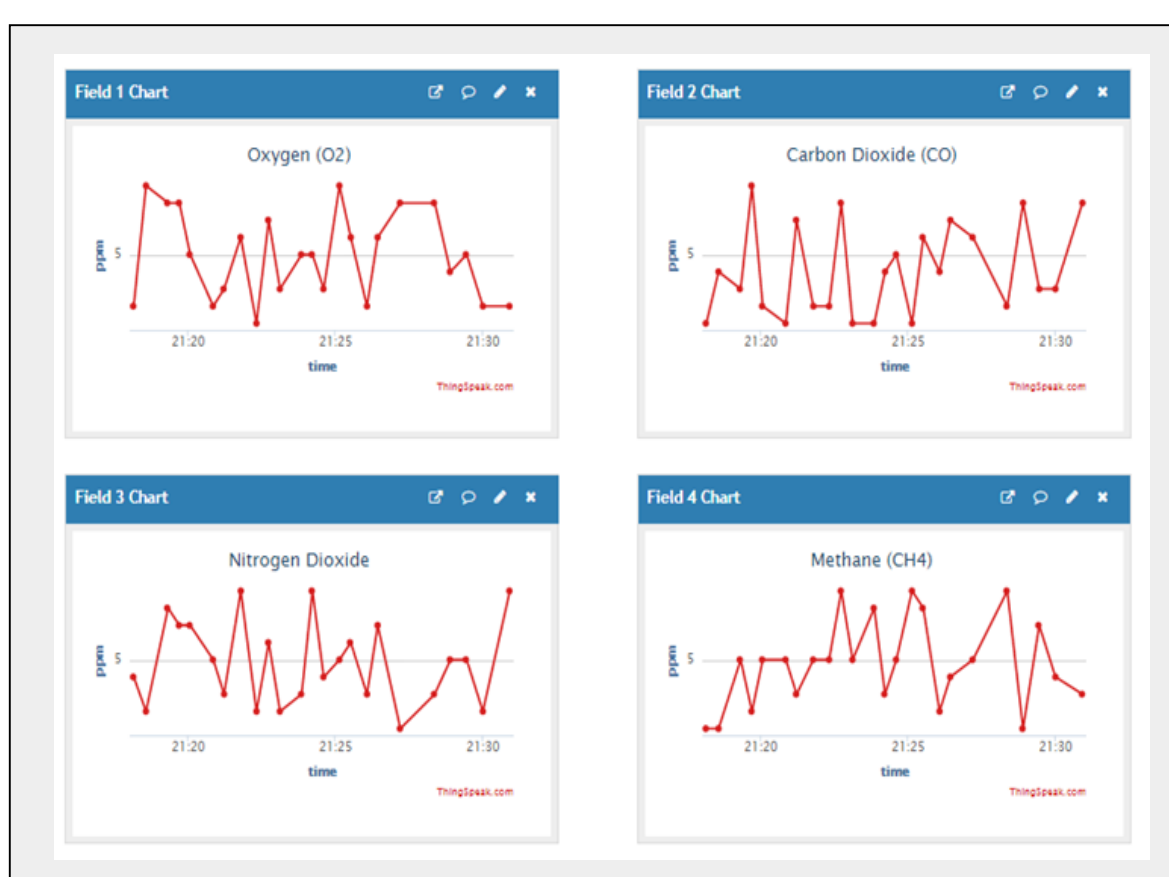 Field 1 Chart
Oxygen (O2)
ppm
5
21:20 21:25 21:30
time
ThingSpeak.com
Field 2 Chart
Carbon Dioxide (CO)
ppm
5
21:20 21:25 21:30
time
ThingSpeak.com
Field 3 Chart
Nitrogen Dioxide
ppm
5
21:20 21:25 21:30
time
ThingSpeak.com
Field 4 Chart
Methane (CH4)
ppm
5
21:20 21:25 21:30
time
ThingSpeak.com